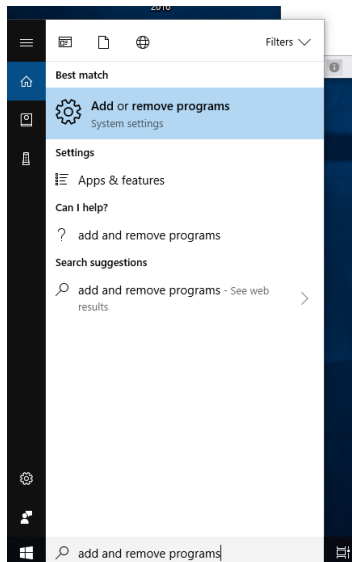 2016
Filters
Best match
Add or remove programs
System settings
Settings
Apps & features
Can I help?
? add and remove programs
Search suggestions
add and remove programs - See web
results
add and remove programs